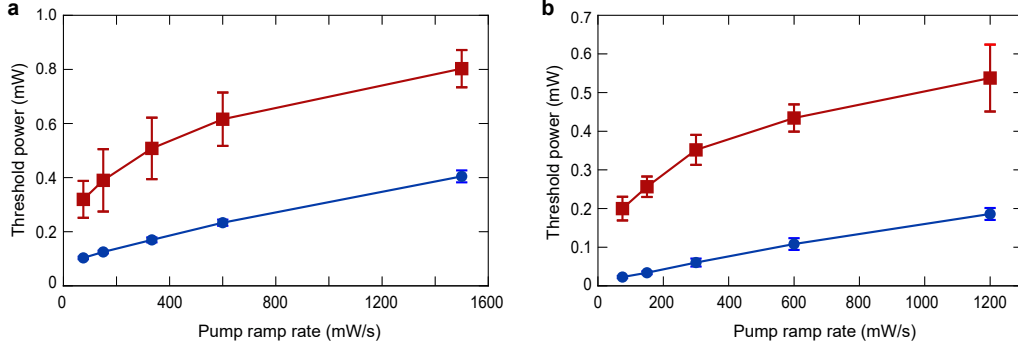 a
1.0
0.8
0.6
0.4
0.2
0
Threshold power (mW)
0 400 800 1200 1600
Pump ramp rate (mW/s)
b
0.7
0.6
0.5
0.4
0.3
0.2
0.1
0
Threshold power (mW)
0 200 400 600 800 1000 1200
Pump ramp rate (mW/s)